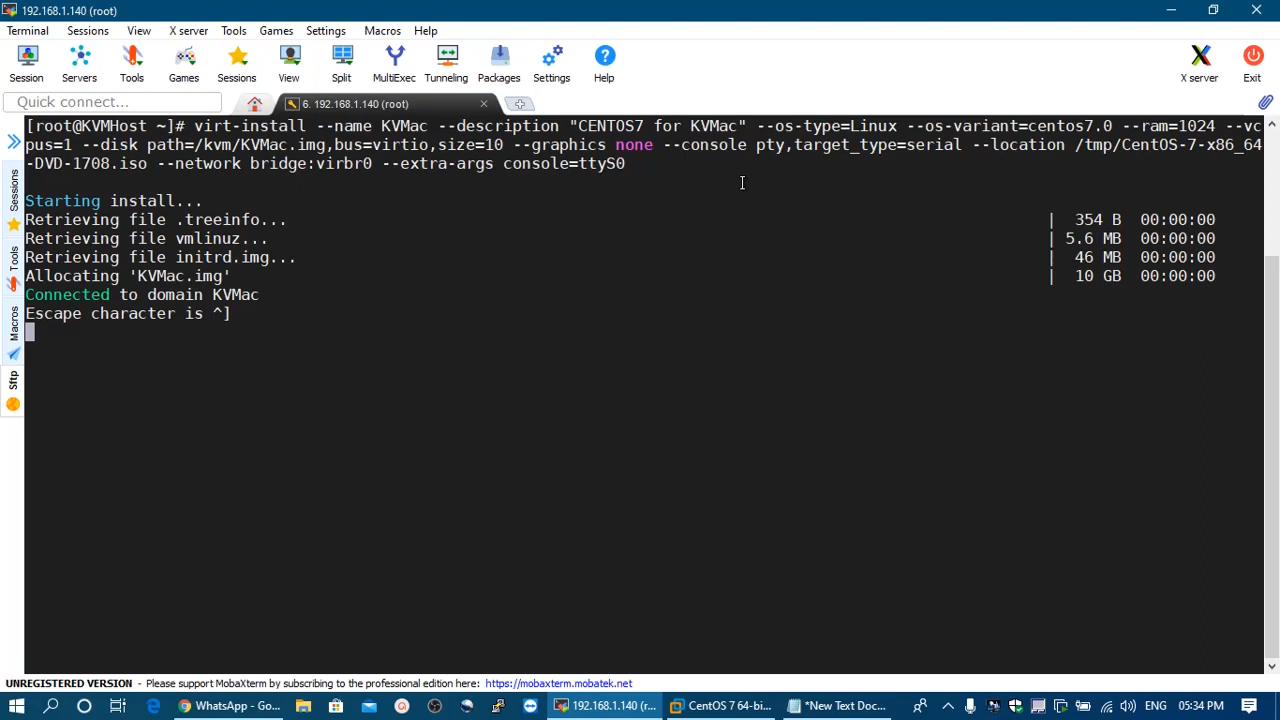 192.168.1.140 (root)
Terminal Sessions View X server Tools Games Settings Macros Help
Session Servers Tools Games Sessions View Split MultiExec Tunneling Packages Settings Help X server Exit
Quick connect... 6. 192.168.1.140 (root)
[root@KVMHost ~]# virt-install --name KVMac --description "CENTOS7 for KVMac" --os-type=Linux --os-variant=centos7.0 --ram=1024 --vc
pus=1 --disk path=/kvm/KVMac.img,bus=virtio,size=10 --graphics none --console pty,target_type=serial --location /tmp/CentOS-7-x86_64
-DVD-1708.iso --network bridge:virbr0 --extra-args console=ttyS0
Starting install...
Retrieving file .treeinfo... | 354 B 00:00:00
Retrieving file vmlinuz... | 5.6 MB 00:00:00
Retrieving file initrd.img... | 46 MB 00:00:00
Allocating 'KVMac.img' | 10 GB 00:00:00
Connected to domain KVMac
Escape character is ^]
Sessions
Tools
Macros
Sftp
UNREGISTERED VERSION - Please support MobaXterm by subscribing to the professional edition here: https://mobaxterm.mobatek.net
WhatsApp - Go... 192.168.1.140 (r... CentOS 7 64-bi... *New Text Doc... ENG 05:34 PM